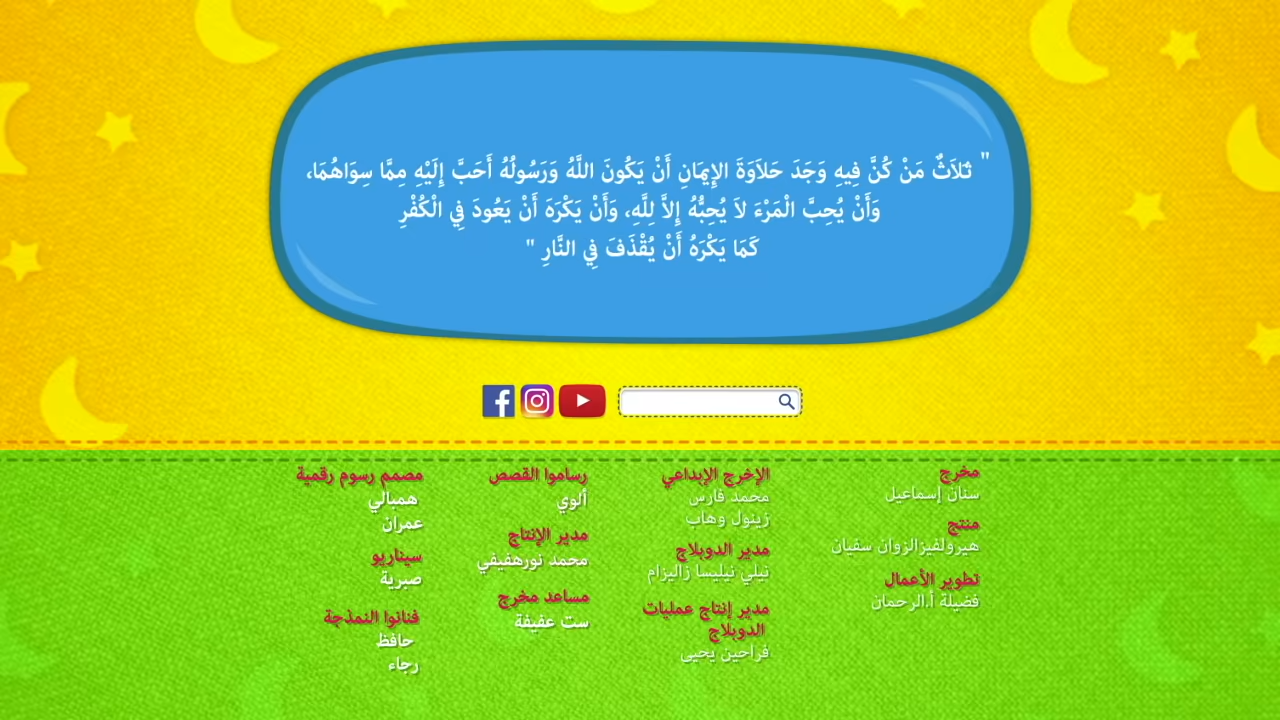 " ثَلاَثٌ مَنْ كُنَّ فِيهِ وَجَدَ حَلاَوَةَ الإِيمَانِ أَنْ يَكُونَ اللَّهُ وَرَسُولُهُ أَحَبَّ إِلَيْهِ مِمَّا سِوَاهُمَا،
وَأَنْ يُحِبَّ الْمَرْءَ لاَ يُحِبُّهُ إِلاَّ لِلَّهِ، وَأَنْ يَكْرَهَ أَنْ يَعُودَ فِي الْكُفْرِ
كَمَا يَكْرَهُ أَنْ يُقْذَفَ فِي النَّارِ "
مخرج
سنان إسماعيل
منتج
هيرولفيزالزوان سفيان
تطوير الأعمال
فضيلة أ.الرحمان
الإخرج الإبداعي
محمد فارس
زينول وهاب
مدير الدوبلاج
نيلي نيليسا زاليزام
مدير إنتاج عمليات
الدوبلاج
فراحين يحيى
رساموا القصص
ألوي
مدير الإنتاج
محمد نورهفيفي
مساعد مخرج
ست عفيفة
مصمم رسوم رقمية
همبالي
عمران
سيناريو
صبرية
فنانوا النمذجة
حافظ
رجاء